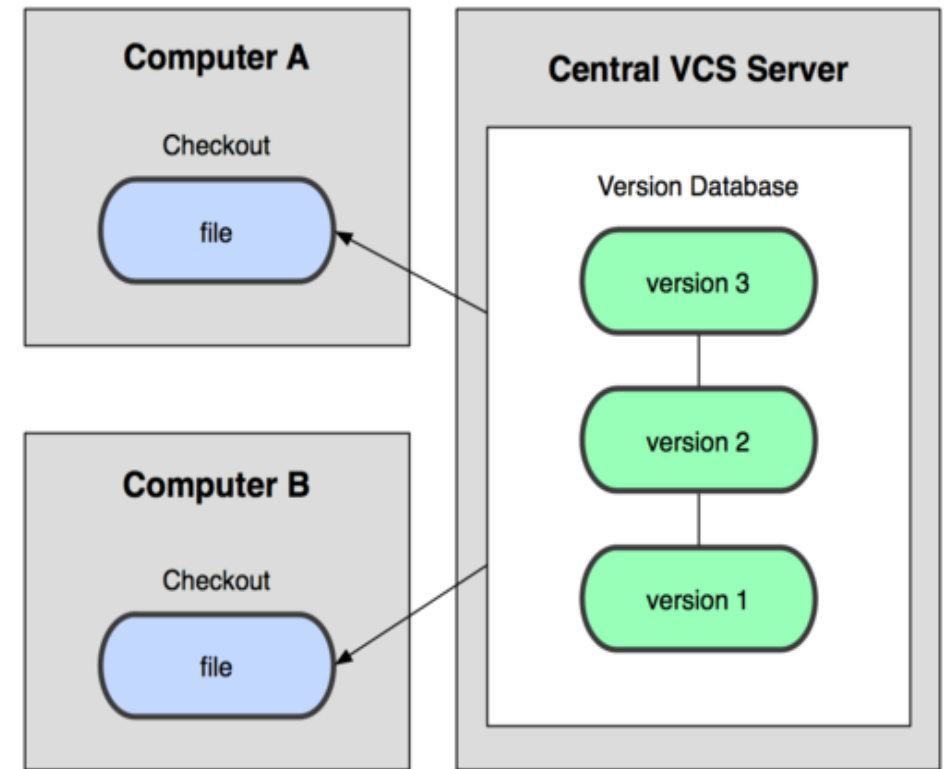 Computer A
Checkout
file
Computer B
Checkout
file
Central VCS Server
Version Database
version 3
version 2
version 1